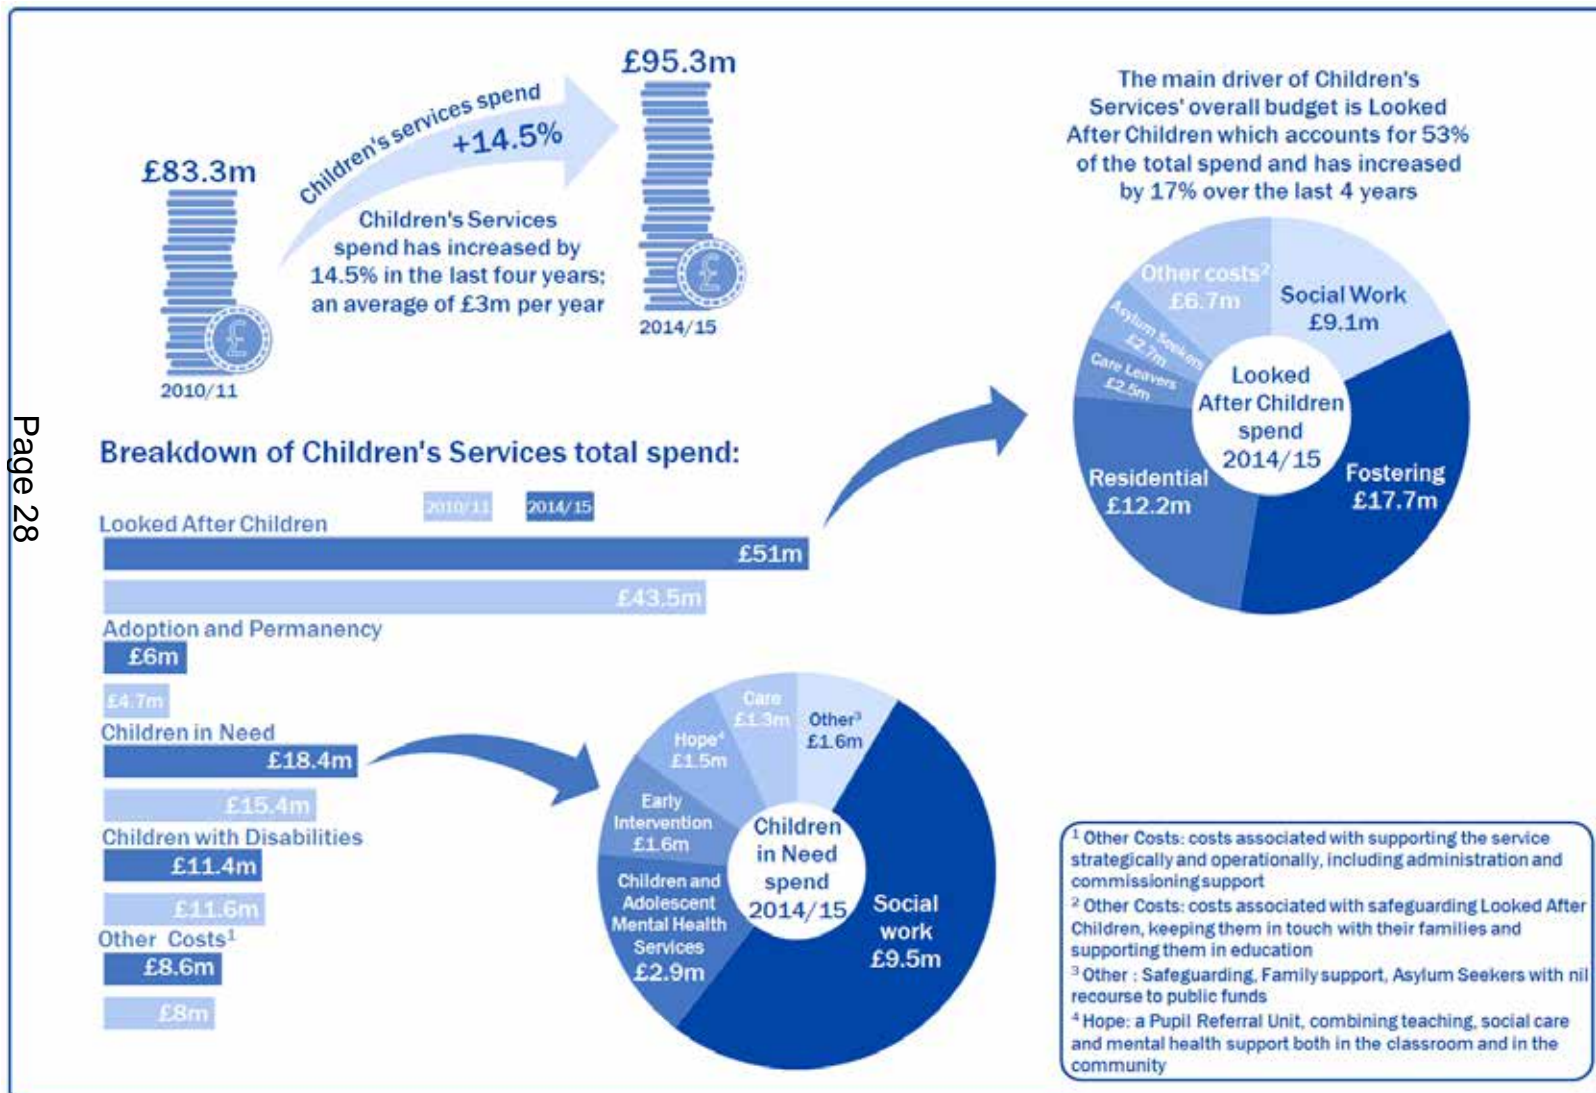 £83.3m
2010/11
Children's services spend
+14.5%
Children's Services
spend has increased by
14.5% in the last four years;
an average of £3m per year
£95.3m
2014/15
The main driver of Children's
Services' overall budget is Looked
After Children which accounts for 53%
of the total spend and has increased
by 17% over the last 4 years
Other costs²
£6.7m
Social Work
£9.1m
Asylum Seekers
£2.7m
Care Leavers
£2.5m
Residential
£12.2m
Fostering
£17.7m
Looked
After Children
spend
2014/15
Page 28
Breakdown of Children's Services total spend:
2010/11
2014/15
Looked After Children
£51m
£43.5m
Adoption and Permanency
£6m
£4.7m
Children in Need
£18.4m
£15.4m
Children with Disabilities
£11.4m
£11.6m
Other Costs¹
£8.6m
£8m
Care
£1.3m
Other³
£1.6m
Hope⁴
£1.5m
Early
Intervention
£1.6m
Children and
Adolescent
Mental Health
Services
£2.9m
Social
work
£9.5m
Children
in Need
spend
2014/15
¹ Other Costs: costs associated with supporting the service
strategically and operationally, including administration and
commissioning support
² Other Costs: costs associated with safeguarding Looked After
Children, keeping them in touch with their families and
supporting them in education
³ Other : Safeguarding, Family support, Asylum Seekers with nil
recourse to public funds
⁴ Hope: a Pupil Referral Unit, combining teaching, social care
and mental health support both in the classroom and in the
community